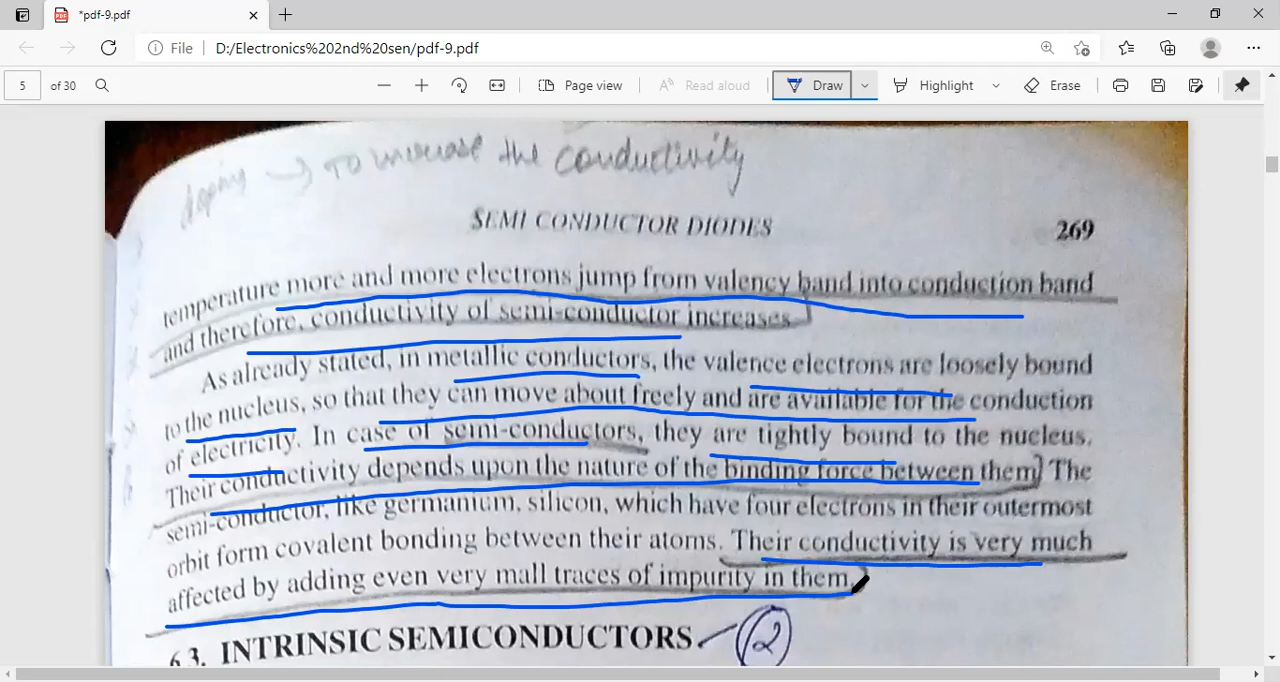 *pdf-9.pdf
File D:/Electronics%202nd%20sen/pdf-9.pdf
5 of 30 Page view Read aloud Draw Highlight Erase
doping → To increase the conductivity
SEMI CONDUCTOR DIODES 269
temperature more and more electrons jump from valency band into conduction band
and therefore, conductivity of semi-conductor increases.
As already stated, in metallic conductors, the valence electrons are loosely bound
to the nucleus, so that they can move about freely and are available for the conduction
of electricity. In case of semi-conductors, they are tightly bound to the nucleus.
Their conductivity depends upon the nature of the binding force between them] The
semi-conductor, like germanium, silicon, which have four electrons in their outermost
orbit form covalent bonding between their atoms. Their conductivity is very much
affected by adding even very mall traces of impurity in them.
6.3. INTRINSIC SEMICONDUCTORS 2